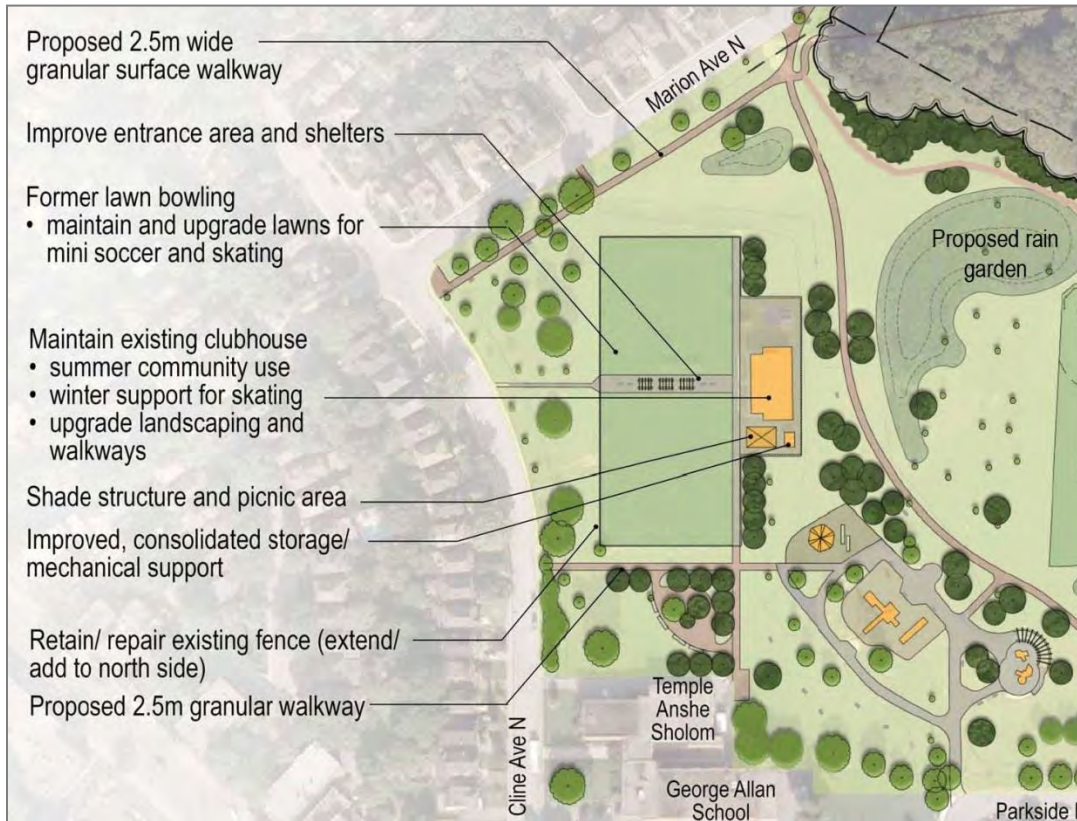 Proposed 2.5m wide
granular surface walkway
Marion Ave N
Improve entrance area and shelters
Former lawn bowling
• maintain and upgrade lawns for
mini soccer and skating
Proposed rain
garden
Maintain existing clubhouse
• summer community use
• winter support for skating
• upgrade landscaping and
walkways
Shade structure and picnic area
Improved, consolidated storage/
mechanical support
Retain/ repair existing fence (extend/
add to north side)
Proposed 2.5m granular walkway
Cline Ave N
Temple
Anshe
Sholom
George Allan
School
Parkside